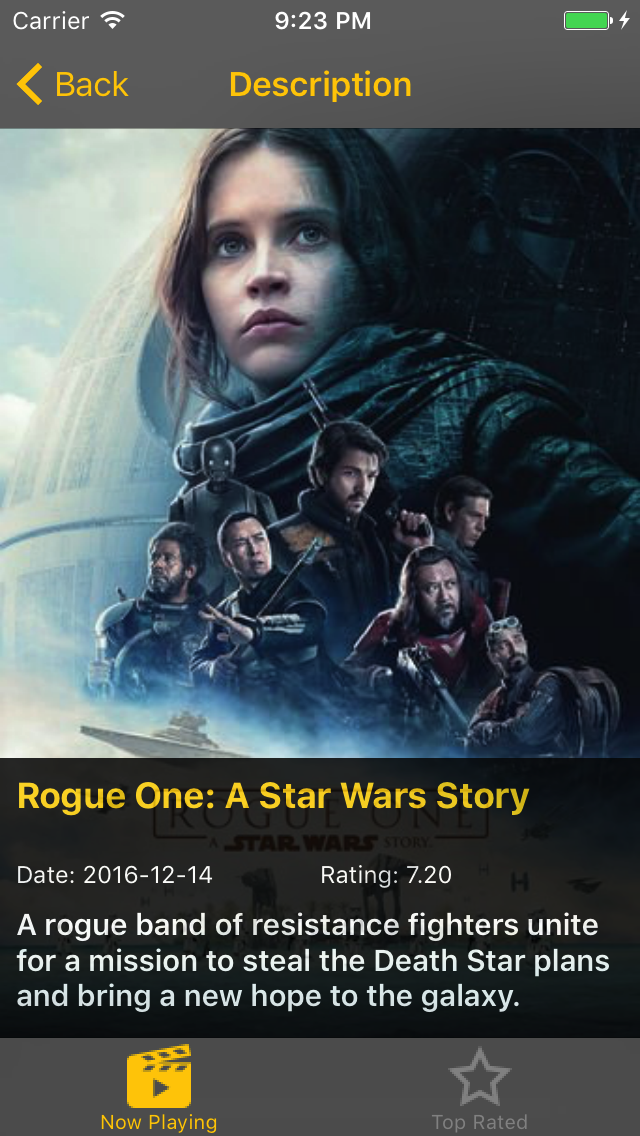 Carrier 9:23 PM
Back Description
Rogue One: A Star Wars Story
ROGUE ONE
A STAR WARS STORY
Date: 2016-12-14 Rating: 7.20
A rogue band of resistance fighters unite
for a mission to steal the Death Star plans
and bring a new hope to the galaxy.
Now Playing Top Rated